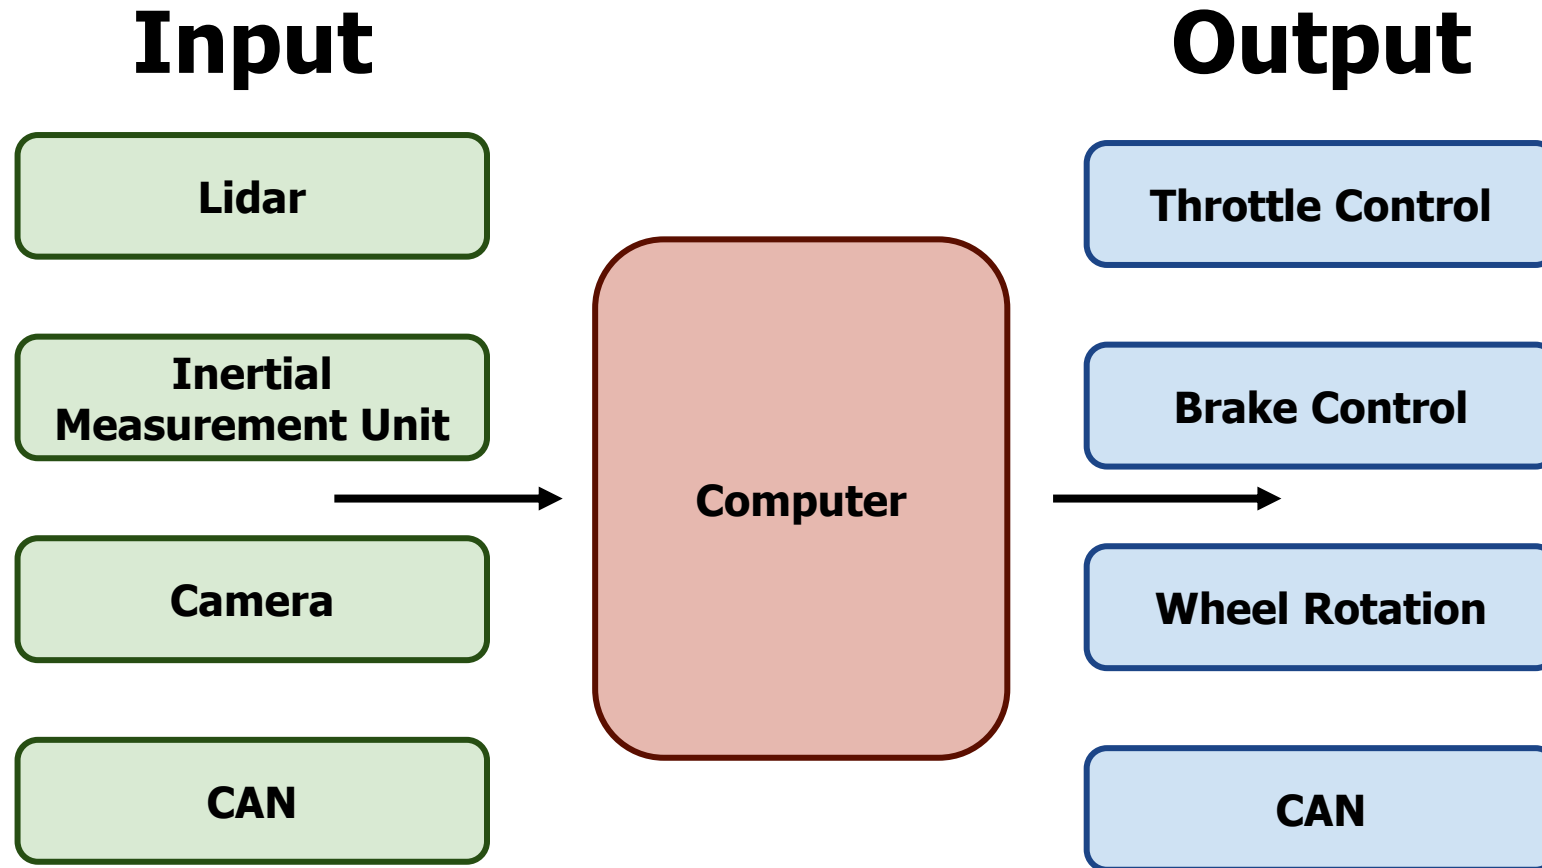 Input
Output
Lidar
Inertial
Measurement Unit
Camera
CAN
Computer
Throttle Control
Brake Control
Wheel Rotation
CAN